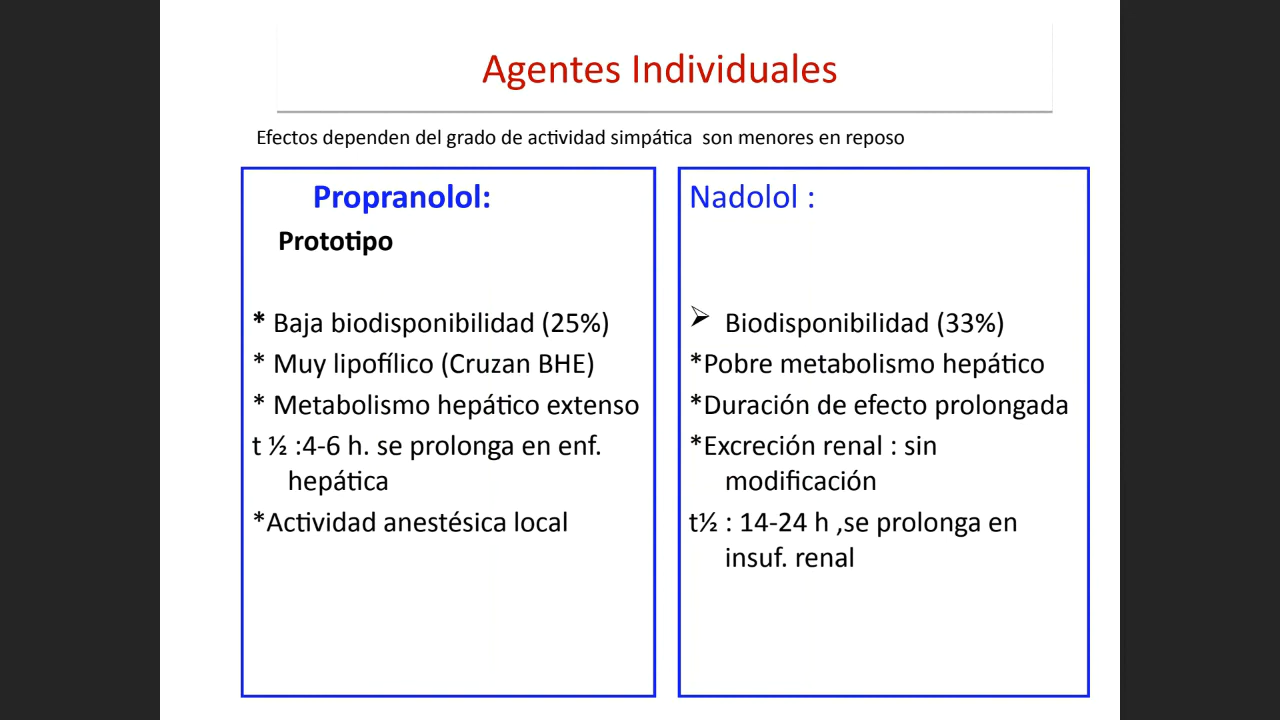 Agentes Individuales
Efectos dependen del grado de actividad simpática son menores en reposo
Propranolol:
Prototipo
* Baja biodisponibilidad (25%)
* Muy lipofílico (Cruzan BHE)
* Metabolismo hepático extenso
t ½ :4-6 h. se prolonga en enf.
hepática
*Actividad anestésica local
Nadolol :
➢ Biodisponibilidad (33%)
*Pobre metabolismo hepático
*Duración de efecto prolongada
*Excreción renal : sin
modificación
t½ : 14-24 h ,se prolonga en
insuf. renal